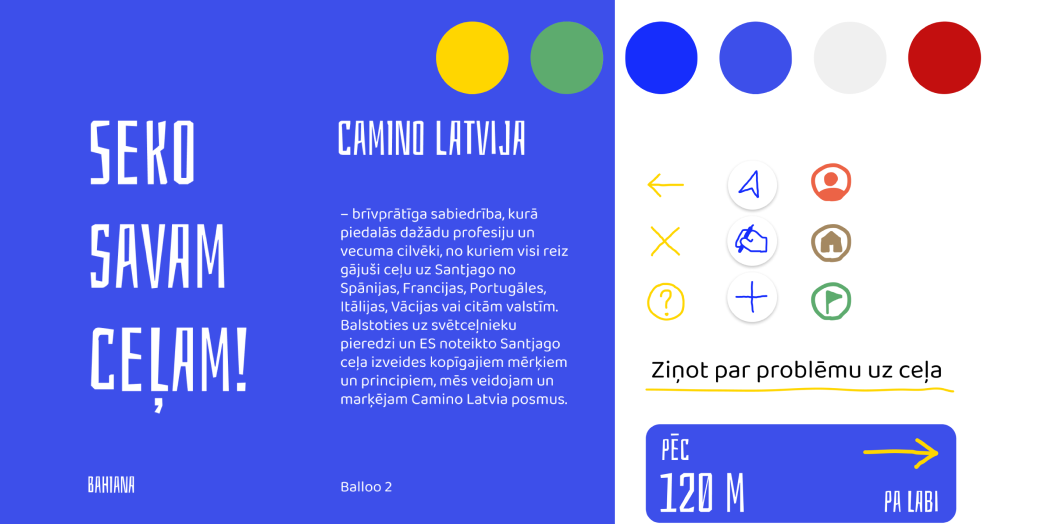 SEKO
SAVAM
CEĻAM!
BAHIANA
CAMINO LATVIJA
– brīvprātīga sabiedrība, kurā
piedalās dažādu profesiju un
vecuma cilvēki, no kuriem visi reiz
gājuši ceļu uz Santjago no
Spānijas, Francijas, Portugāles,
Itālijas, Vācijas vai citām valstīm.
Balstoties uz svētceļnieku
pieredzi un ES noteikto Santjago
ceļa izveides kopīgajiem mērķiem
un principiem, mēs veidojam un
marķējam Camino Latvia posmus.
Balloo 2
?
Ziņot par problēmu uz ceļa
PĒC
120 M
PA LABI